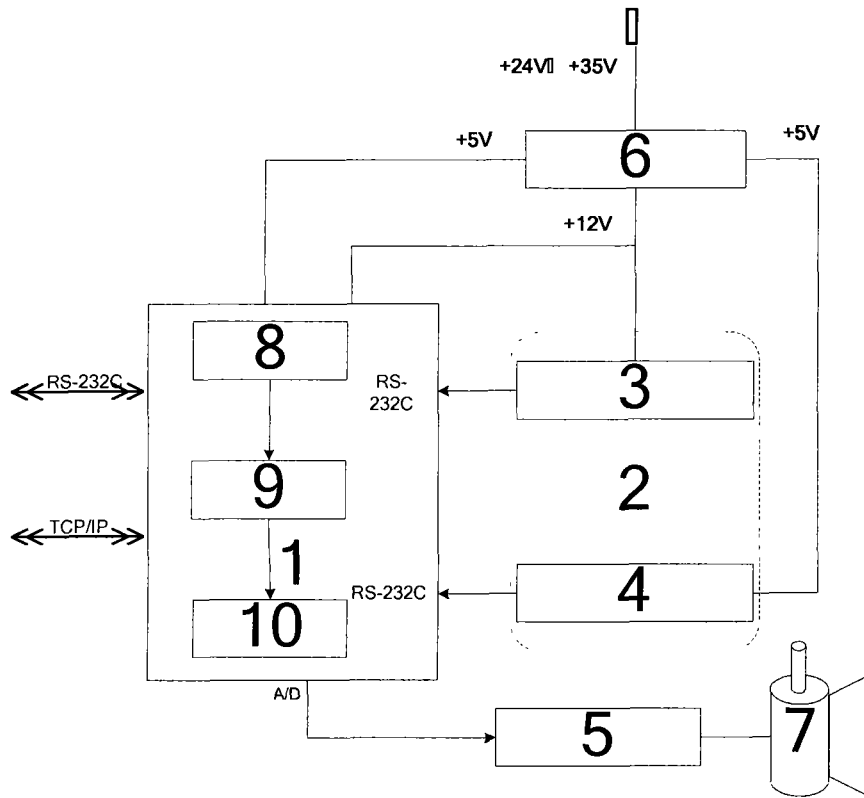 +24V▯ +35V
+5V
6
+5V
+12V
8
RS-232C
RS-
232C
3
9
2
TCP/IP
1
RS-232C
4
10
A/D
5
7